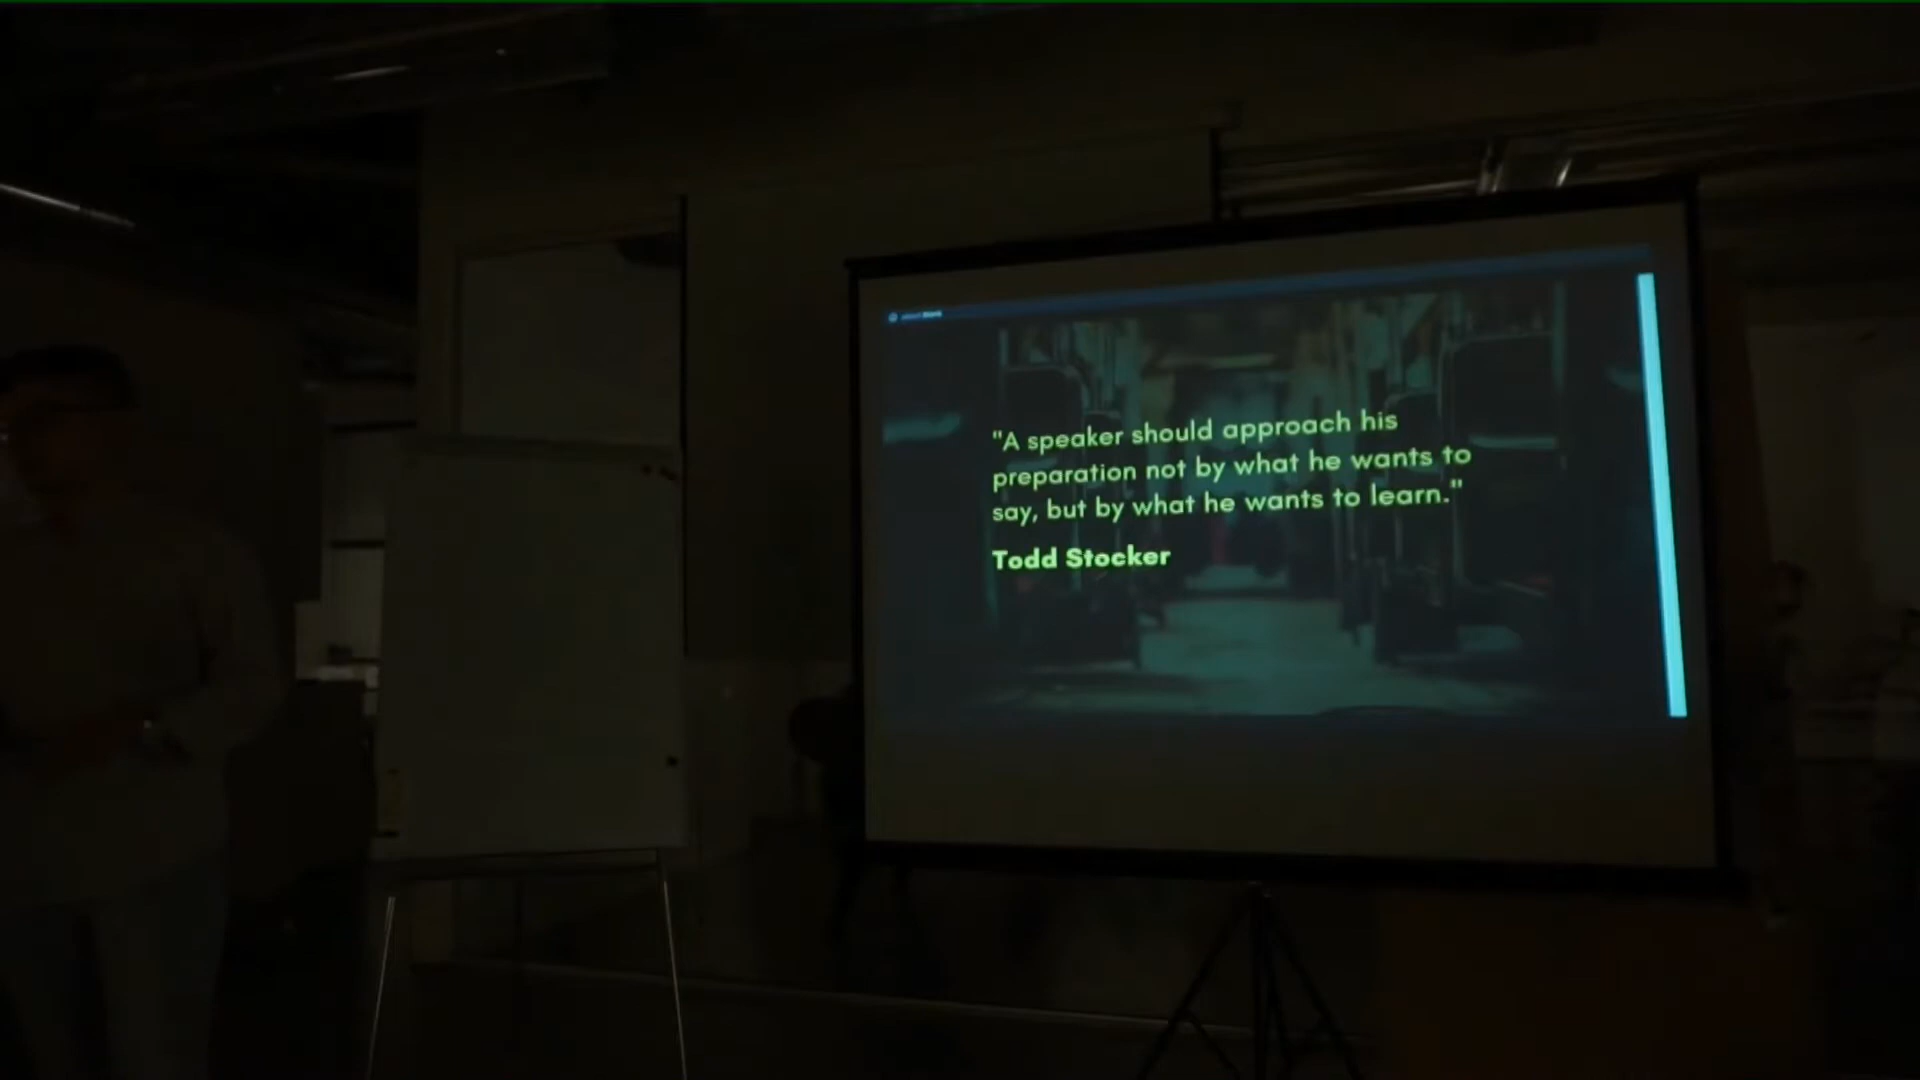 "A speaker should approach his
preparation not by what he wants to
say, but by what he wants to learn."
Todd Stocker